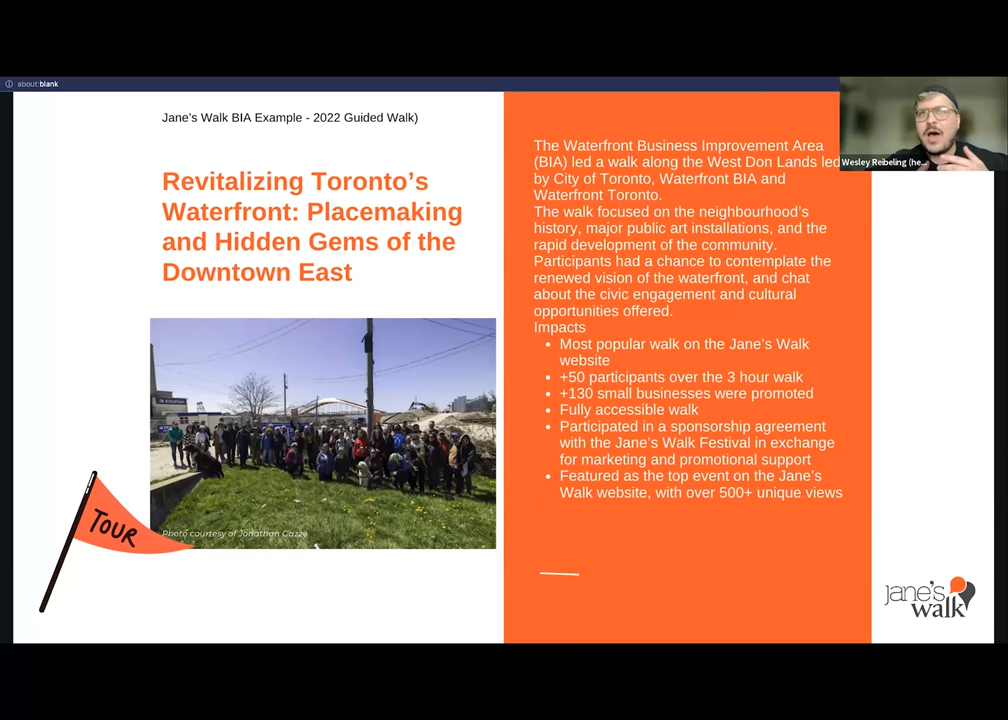 about:blank
Jane's Walk BIA Example - 2022 Guided Walk)
Revitalizing Toronto's
Waterfront: Placemaking
and Hidden Gems of the
Downtown East
Photo courtesy of Jonathan Gazze
TOUR
The Waterfront Business Improvement Area
(BIA) led a walk along the West Don Lands led
by City of Toronto, Waterfront BIA and
Waterfront Toronto.
The walk focused on the neighbourhood's
history, major public art installations, and the
rapid development of the community.
Participants had a chance to contemplate the
renewed vision of the waterfront, and chat
about the civic engagement and cultural
opportunities offered.
Impacts
• Most popular walk on the Jane's Walk
website
• +50 participants over the 3 hour walk
• +130 small businesses were promoted
• Fully accessible walk
• Participated in a sponsorship agreement
with the Jane's Walk Festival in exchange
for marketing and promotional support
• Featured as the top event on the Jane's
Walk website, with over 500+ unique views
Wesley Reibeling (he...
jane's
walk